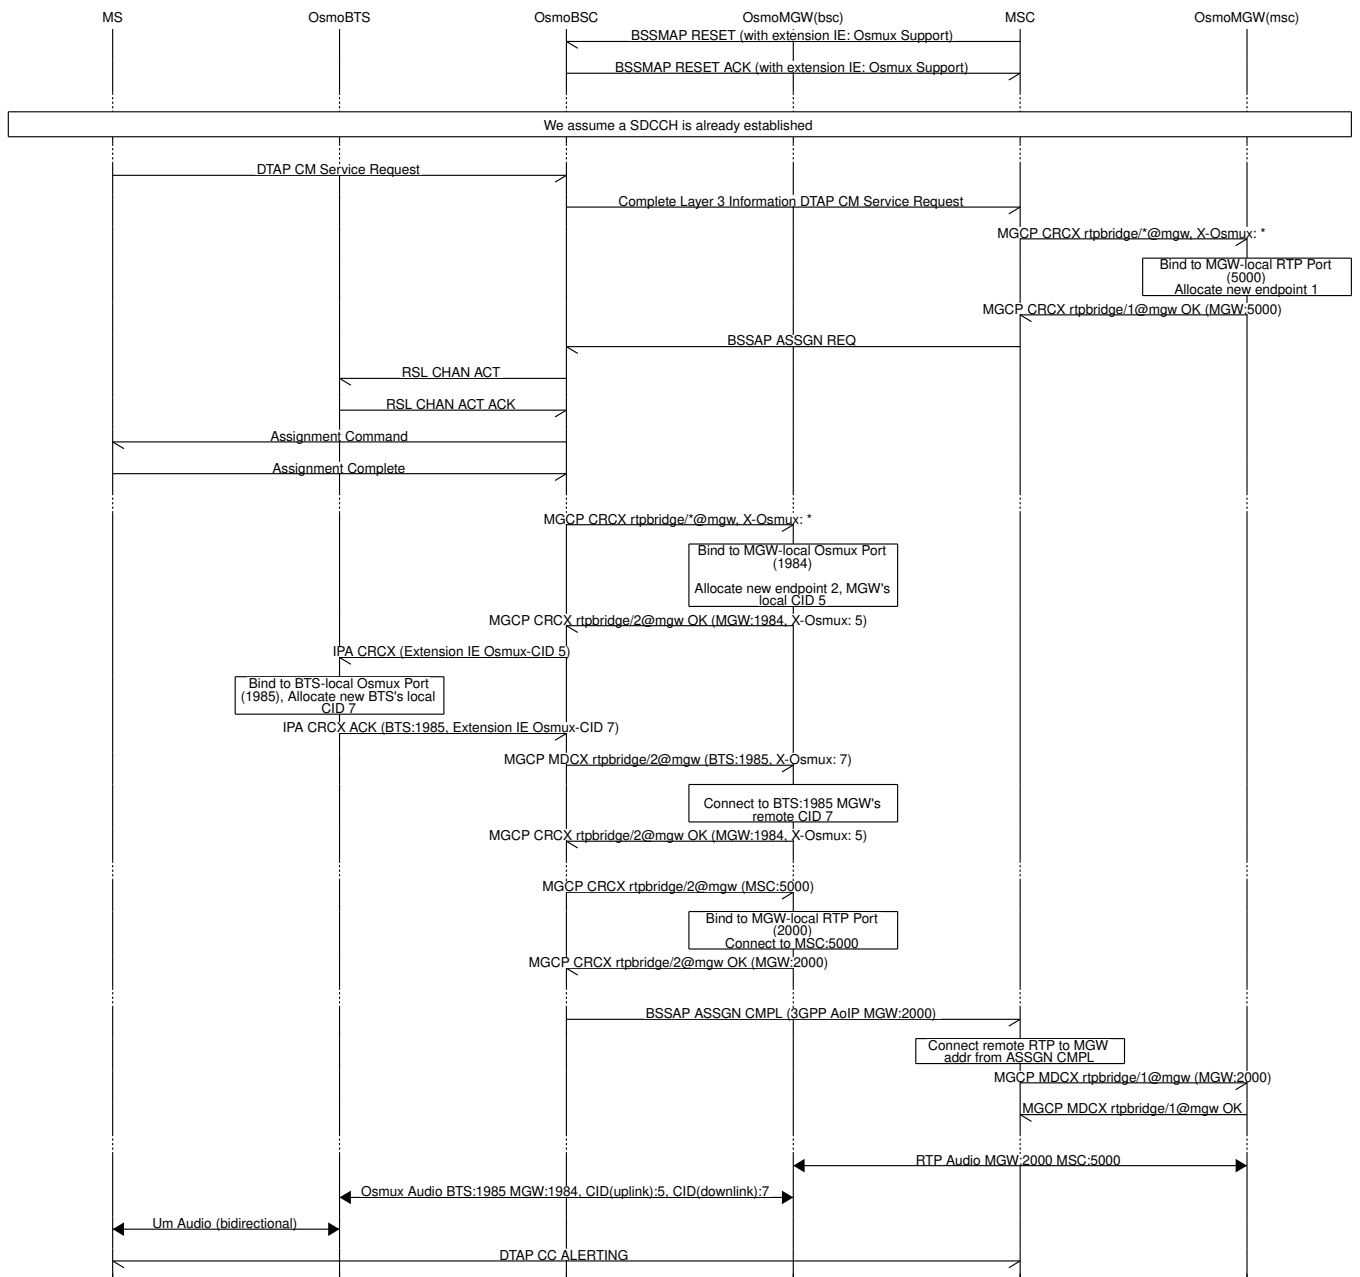 MS OsmoBTS OsmoBSC OsmoMGW(bsc) MSC OsmoMGW(msc)
BSSMAP RESET (with extension IE: Osmux Support)
BSSMAP RESET ACK (with extension IE: Osmux Support)
We assume a SDCCH is already established
DTAP CM Service Request
Complete Layer 3 Information DTAP CM Service Request
MGCP CRCX rtpbridge/*@mgw, X-Osmux: *
Bind to MGW-local RTP Port
(5000)
Allocate new endpoint 1
MGCP CRCX rtpbridge/1@mgw OK (MGW:5000)
BSSAP ASSGN REQ
RSL CHAN ACT
RSL CHAN ACT ACK
Assignment Command
Assignment Complete
MGCP CRCX rtpbridge/*@mgw, X-Osmux: *
Bind to MGW-local Osmux Port
(1984)
Allocate new endpoint 2, MGW's
local CID 5
MGCP CRCX rtpbridge/2@mgw OK (MGW:1984, X-Osmux: 5)
IPA CRCX (Extension IE Osmux-CID 5)
Bind to BTS-local Osmux Port
(1985), Allocate new BTS's local
CID 7
IPA CRCX ACK (BTS:1985, Extension IE Osmux-CID 7)
MGCP MDCX rtpbridge/2@mgw (BTS:1985, X-Osmux: 7)
Connect to BTS:1985 MGW's
remote CID 7
MGCP CRCX rtpbridge/2@mgw OK (MGW:1984, X-Osmux: 5)
MGCP CRCX rtpbridge/2@mgw (MSC:5000)
Bind to MGW-local RTP Port
(2000)
Connect to MSC:5000
MGCP CRCX rtpbridge/2@mgw OK (MGW:2000)
BSSAP ASSGN CMPL (3GPP AoIP MGW:2000)
Connect remote RTP to MGW
addr from ASSGN CMPL
MGCP MDCX rtpbridge/1@mgw (MGW:2000)
MGCP MDCX rtpbridge/1@mgw OK
RTP Audio MGW:2000 MSC:5000
Osmux Audio BTS:1985 MGW:1984, CID(uplink):5, CID(downlink):7
Um Audio (bidirectional)
DTAP CC ALERTING